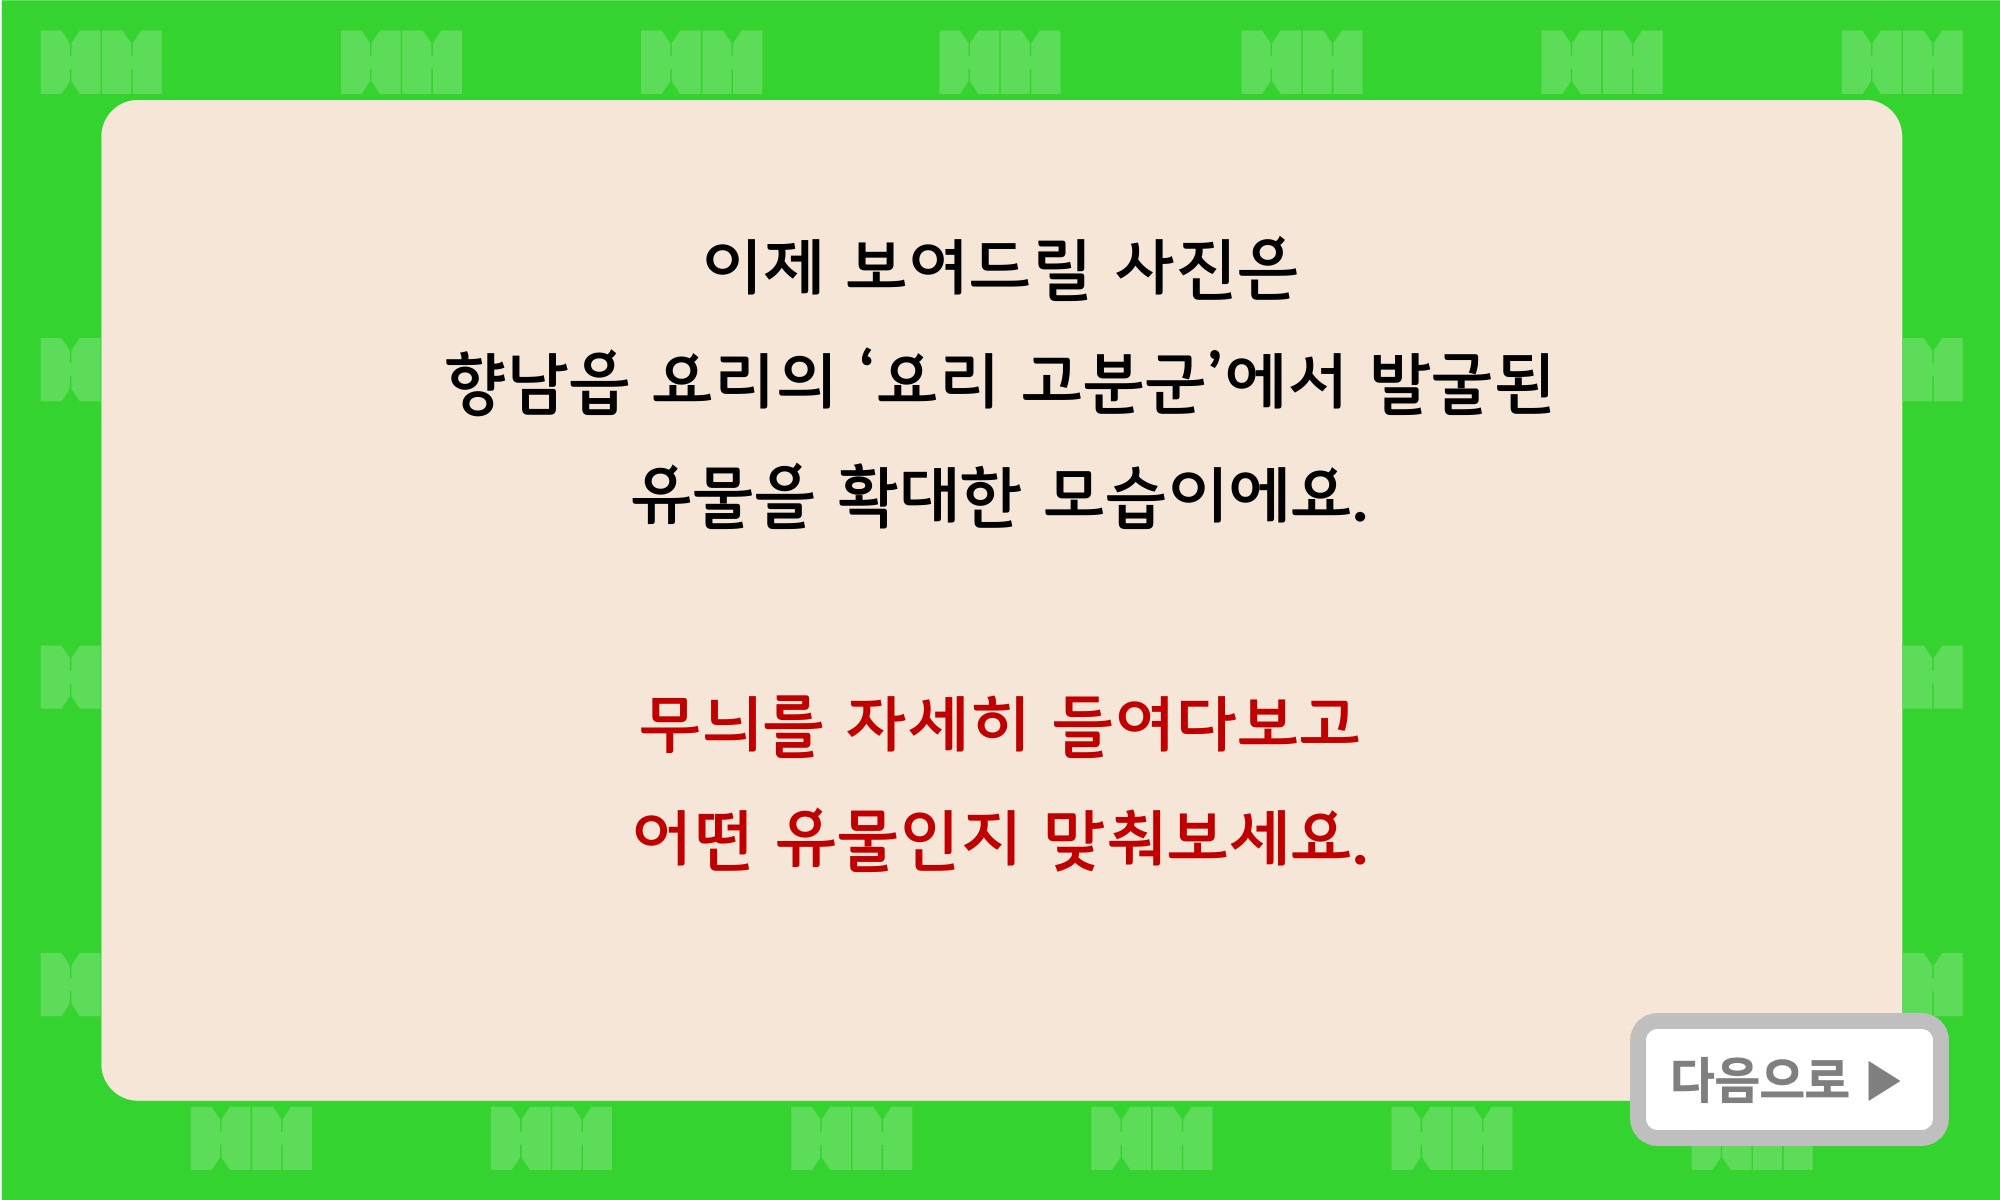 이제 보여드릴 사진은
향남읍 요리의 ‘요리 고분군’에서 발굴된
유물을 확대한 모습이에요.
무늬를 자세히 들여다보고
어떤 유물인지 맞춰보세요.
다음으로 ▶